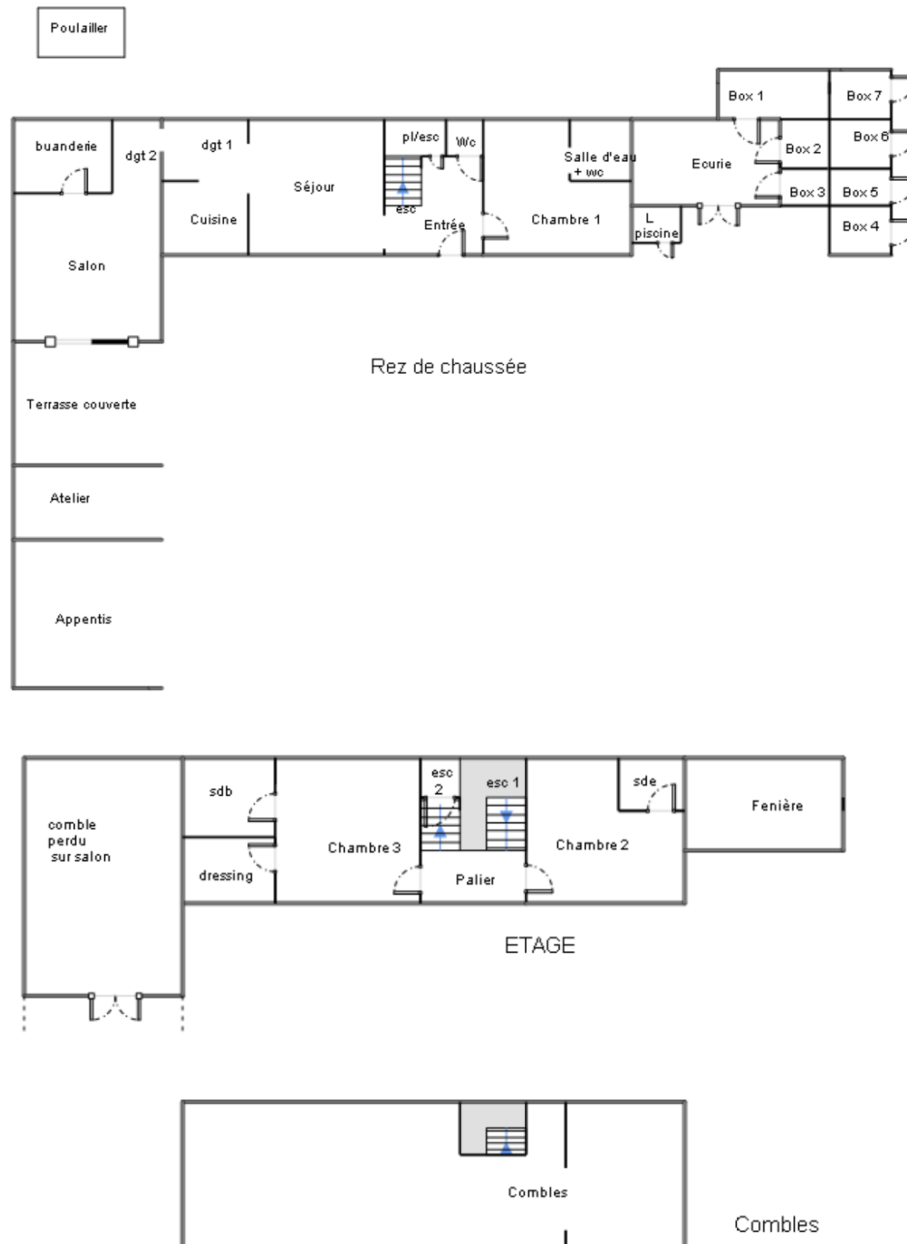 Poulailler
Box 1
Box 7
buanderie
dgt 2
dgt 1
pl/esc
Wc
Salle d'eau
+ wc
Ecurie
Box 2
Box 6
Séjour
Cuisine
esc
Entrée
Chambre 1
L
piscine
Box 3
Box 5
Box 4
Salon
Rez de chaussée
Terrasse couverte
Atelier
Appentis
comble
perdu
sur salon
sdb
dressing
Chambre 3
esc
2
esc 1
Palier
Chambre 2
sde
Fenière
ETAGE
Combles
Combles